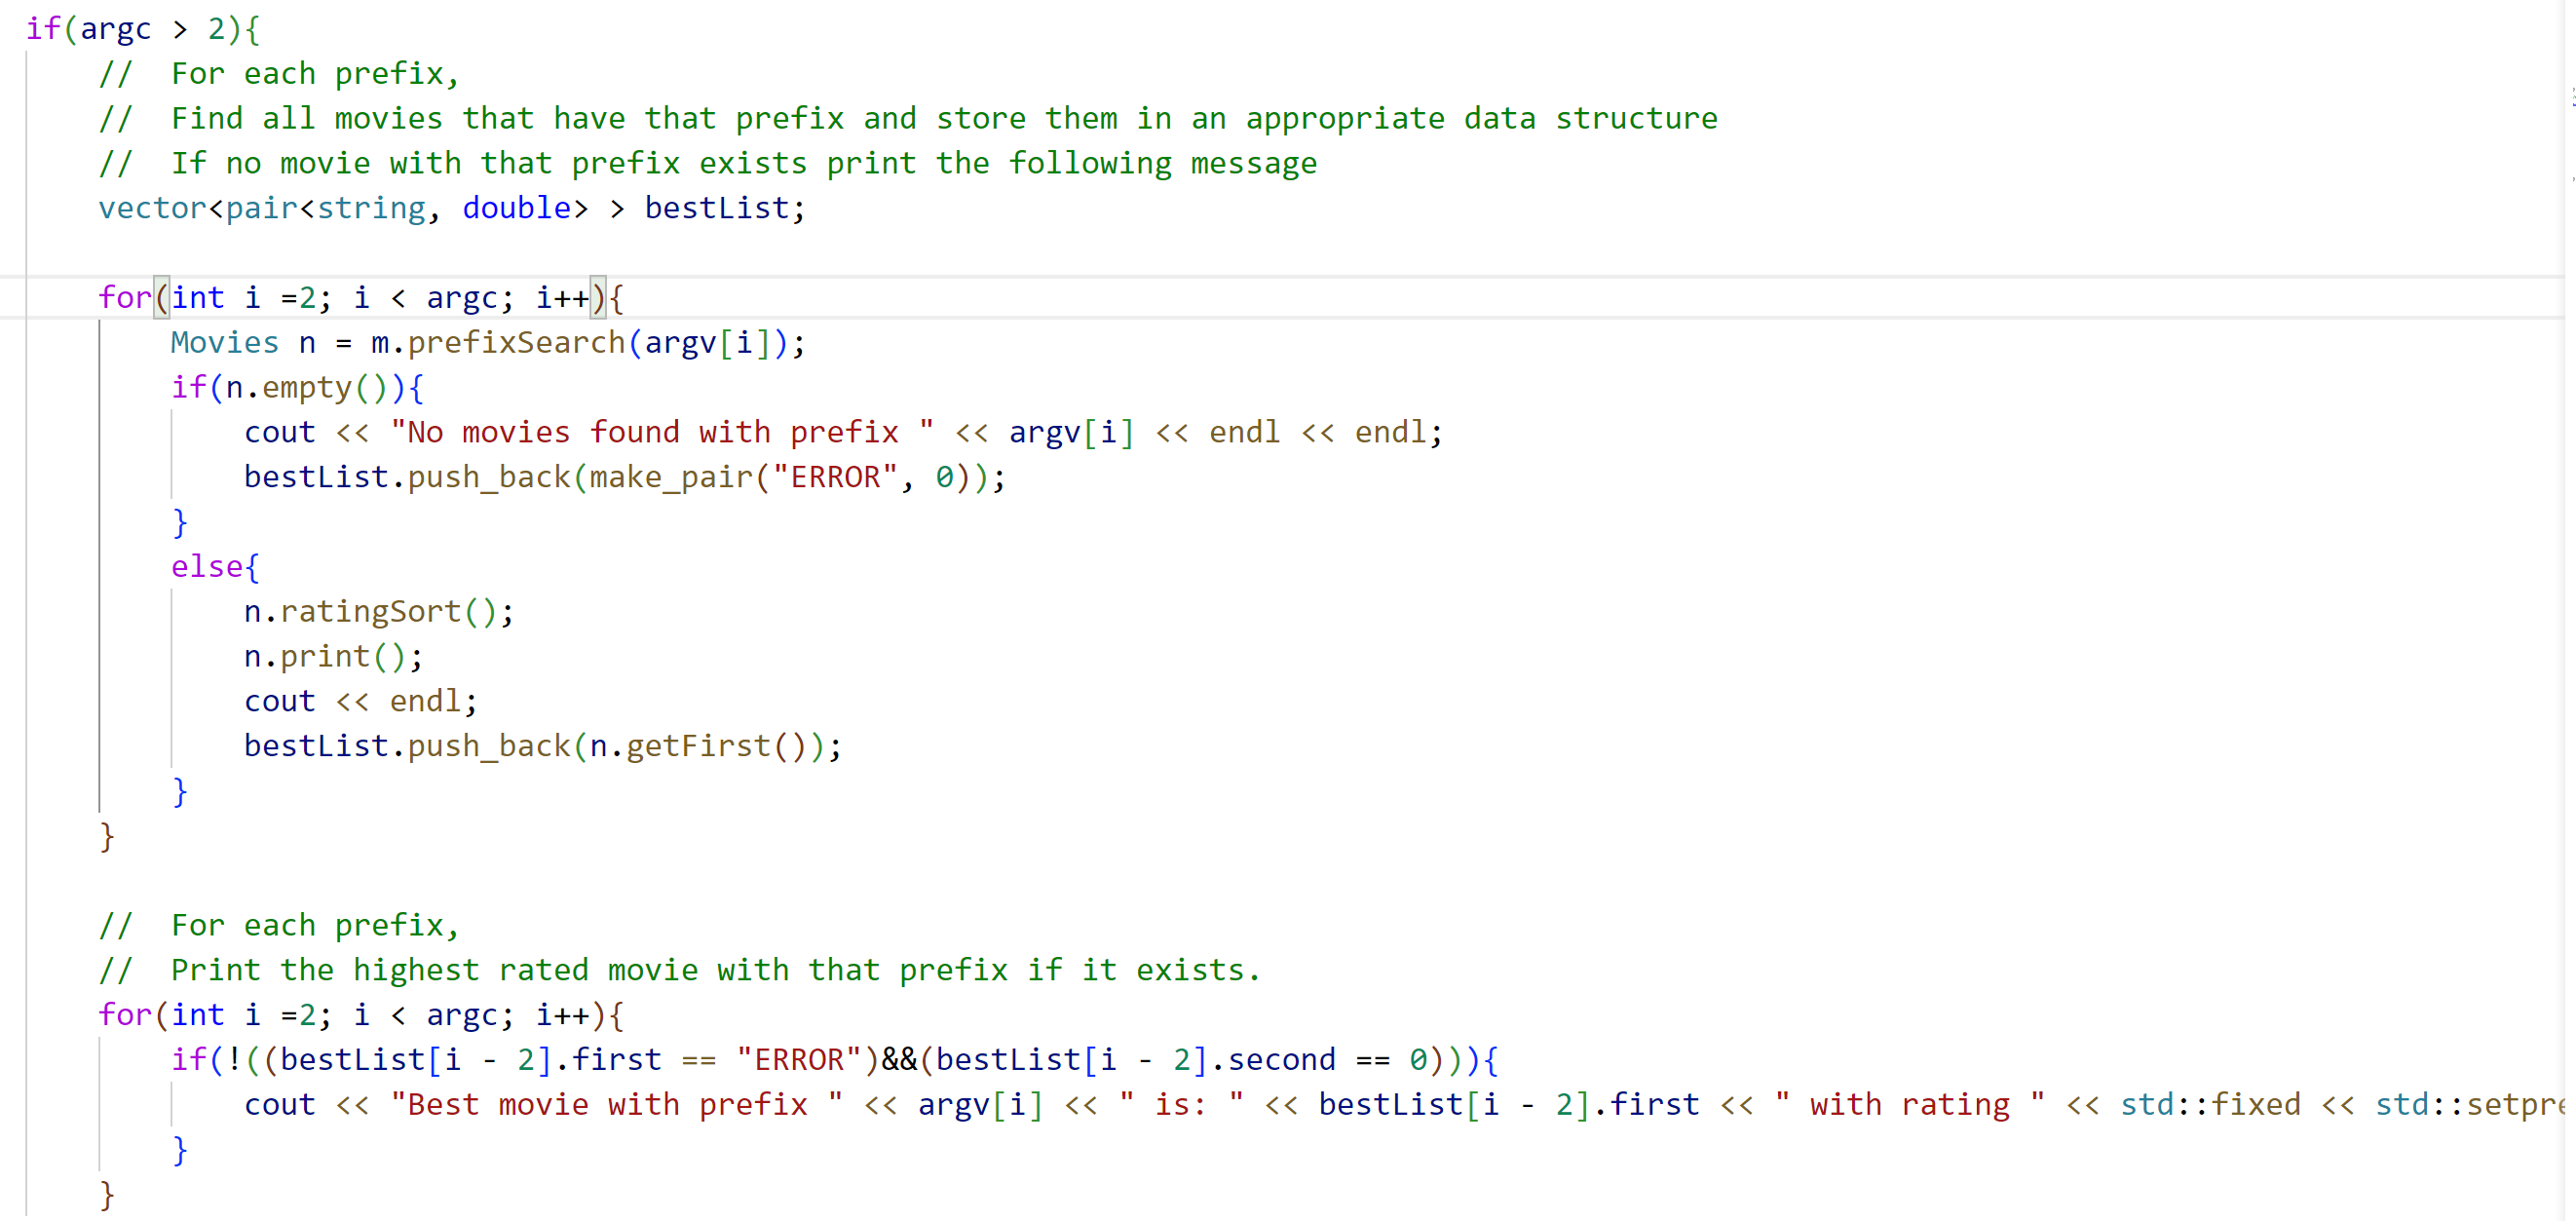 if(argc > 2){
//  For each prefix,
//  Find all movies that have that prefix and store them in an appropriate data structure
//  If no movie with that prefix exists print the following message
vector<pair<string, double> > bestList;
for(int i =2; i < argc; i++){
Movies n = m.prefixSearch(argv[i]);
if(n.empty()){
cout << "No movies found with prefix " << argv[i] << endl << endl;
bestList.push_back(make_pair("ERROR", 0));
}
else{
n.ratingSort();
n.print();
cout << endl;
bestList.push_back(n.getFirst());
}
}
//  For each prefix,
//  Print the highest rated movie with that prefix if it exists.
for(int i =2; i < argc; i++){
if(!((bestList[i - 2].first == "ERROR")&&(bestList[i - 2].second == 0))){
cout << "Best movie with prefix " << argv[i] << " is: " << bestList[i - 2].first << " with rating " << std::fixed << std::setpre
}
}